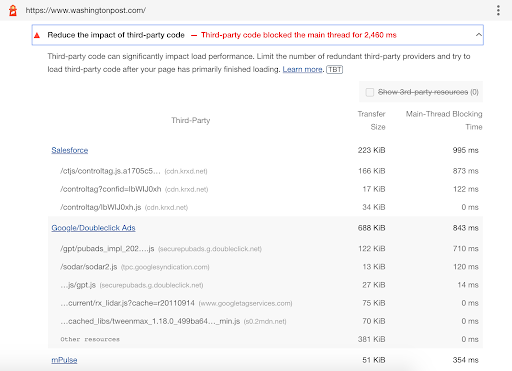 https://www.washingtonpost.com/
Reduce the impact of third-party code — Third-party code blocked the main thread for 2,460 ms
Third-party code can significantly impact load performance. Limit the number of redundant third-party providers and try to
load third-party code after your page has primarily finished loading. Learn more. TBT
Show 3rd-party resources (0)
Third-Party Transfer Size Main-Thread Blocking Time
Salesforce 223 KiB 995 ms
/ctjs/controltag.js.a1705c5… (cdn.krxd.net) 166 KiB 873 ms
/controltag?confid=IbWIJ0xh (cdn.krxd.net) 17 KiB 122 ms
/controltag/IbWIJ0xh.js (cdn.krxd.net) 34 KiB 0 ms
Google/Doubleclick Ads 688 KiB 843 ms
/gpt/pubads_impl_202….js (securepubads.g.doubleclick.net) 122 KiB 710 ms
/sodar/sodar2.js (tpc.googlesyndication.com) 13 KiB 120 ms
…js/gpt.js (securepubads.g.doubleclick.net) 27 KiB 14 ms
…current/rx_lidar.js?cache=r20110914 (www.googletagservices.com) 75 KiB 0 ms
…cached_libs/tweenmax_1.18.0_499ba64…_min.js (s0.2mdn.net) 70 KiB 0 ms
Other resources 381 KiB 0 ms
mPulse 51 KiB 354 ms